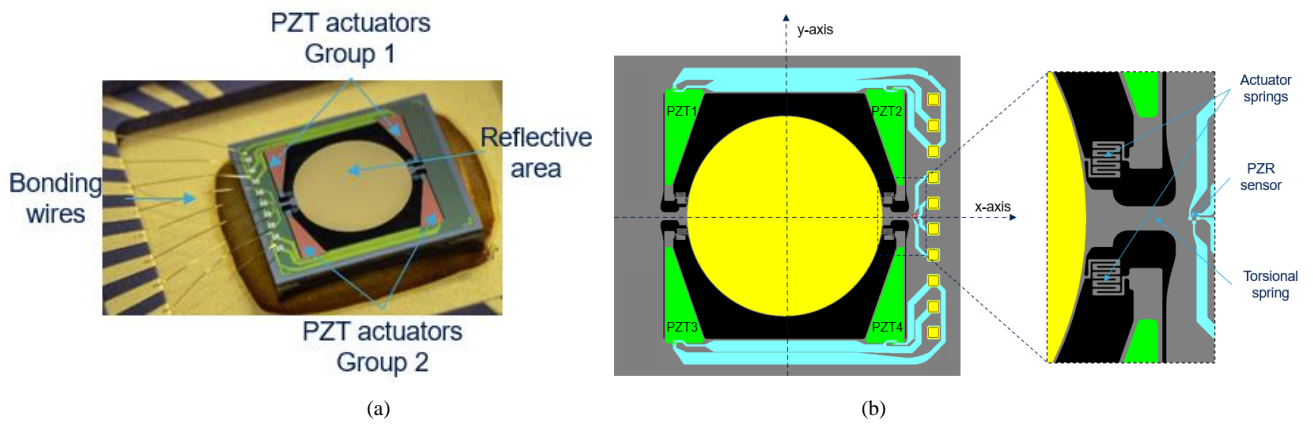 PZT actuators
Group 1
Reflective
area
Bonding
wires
PZT actuators
Group 2
(a)
y-axis
PZT1
PZT2
x-axis
PZT3
PZT4
Actuator
springs
PZR
sensor
Torsional
spring
(b)